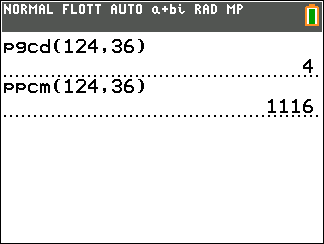 NORMAL FLOTT AUTO a+bi RAD MP
pgcd(124,36)
4
ppcm(124,36)
1116